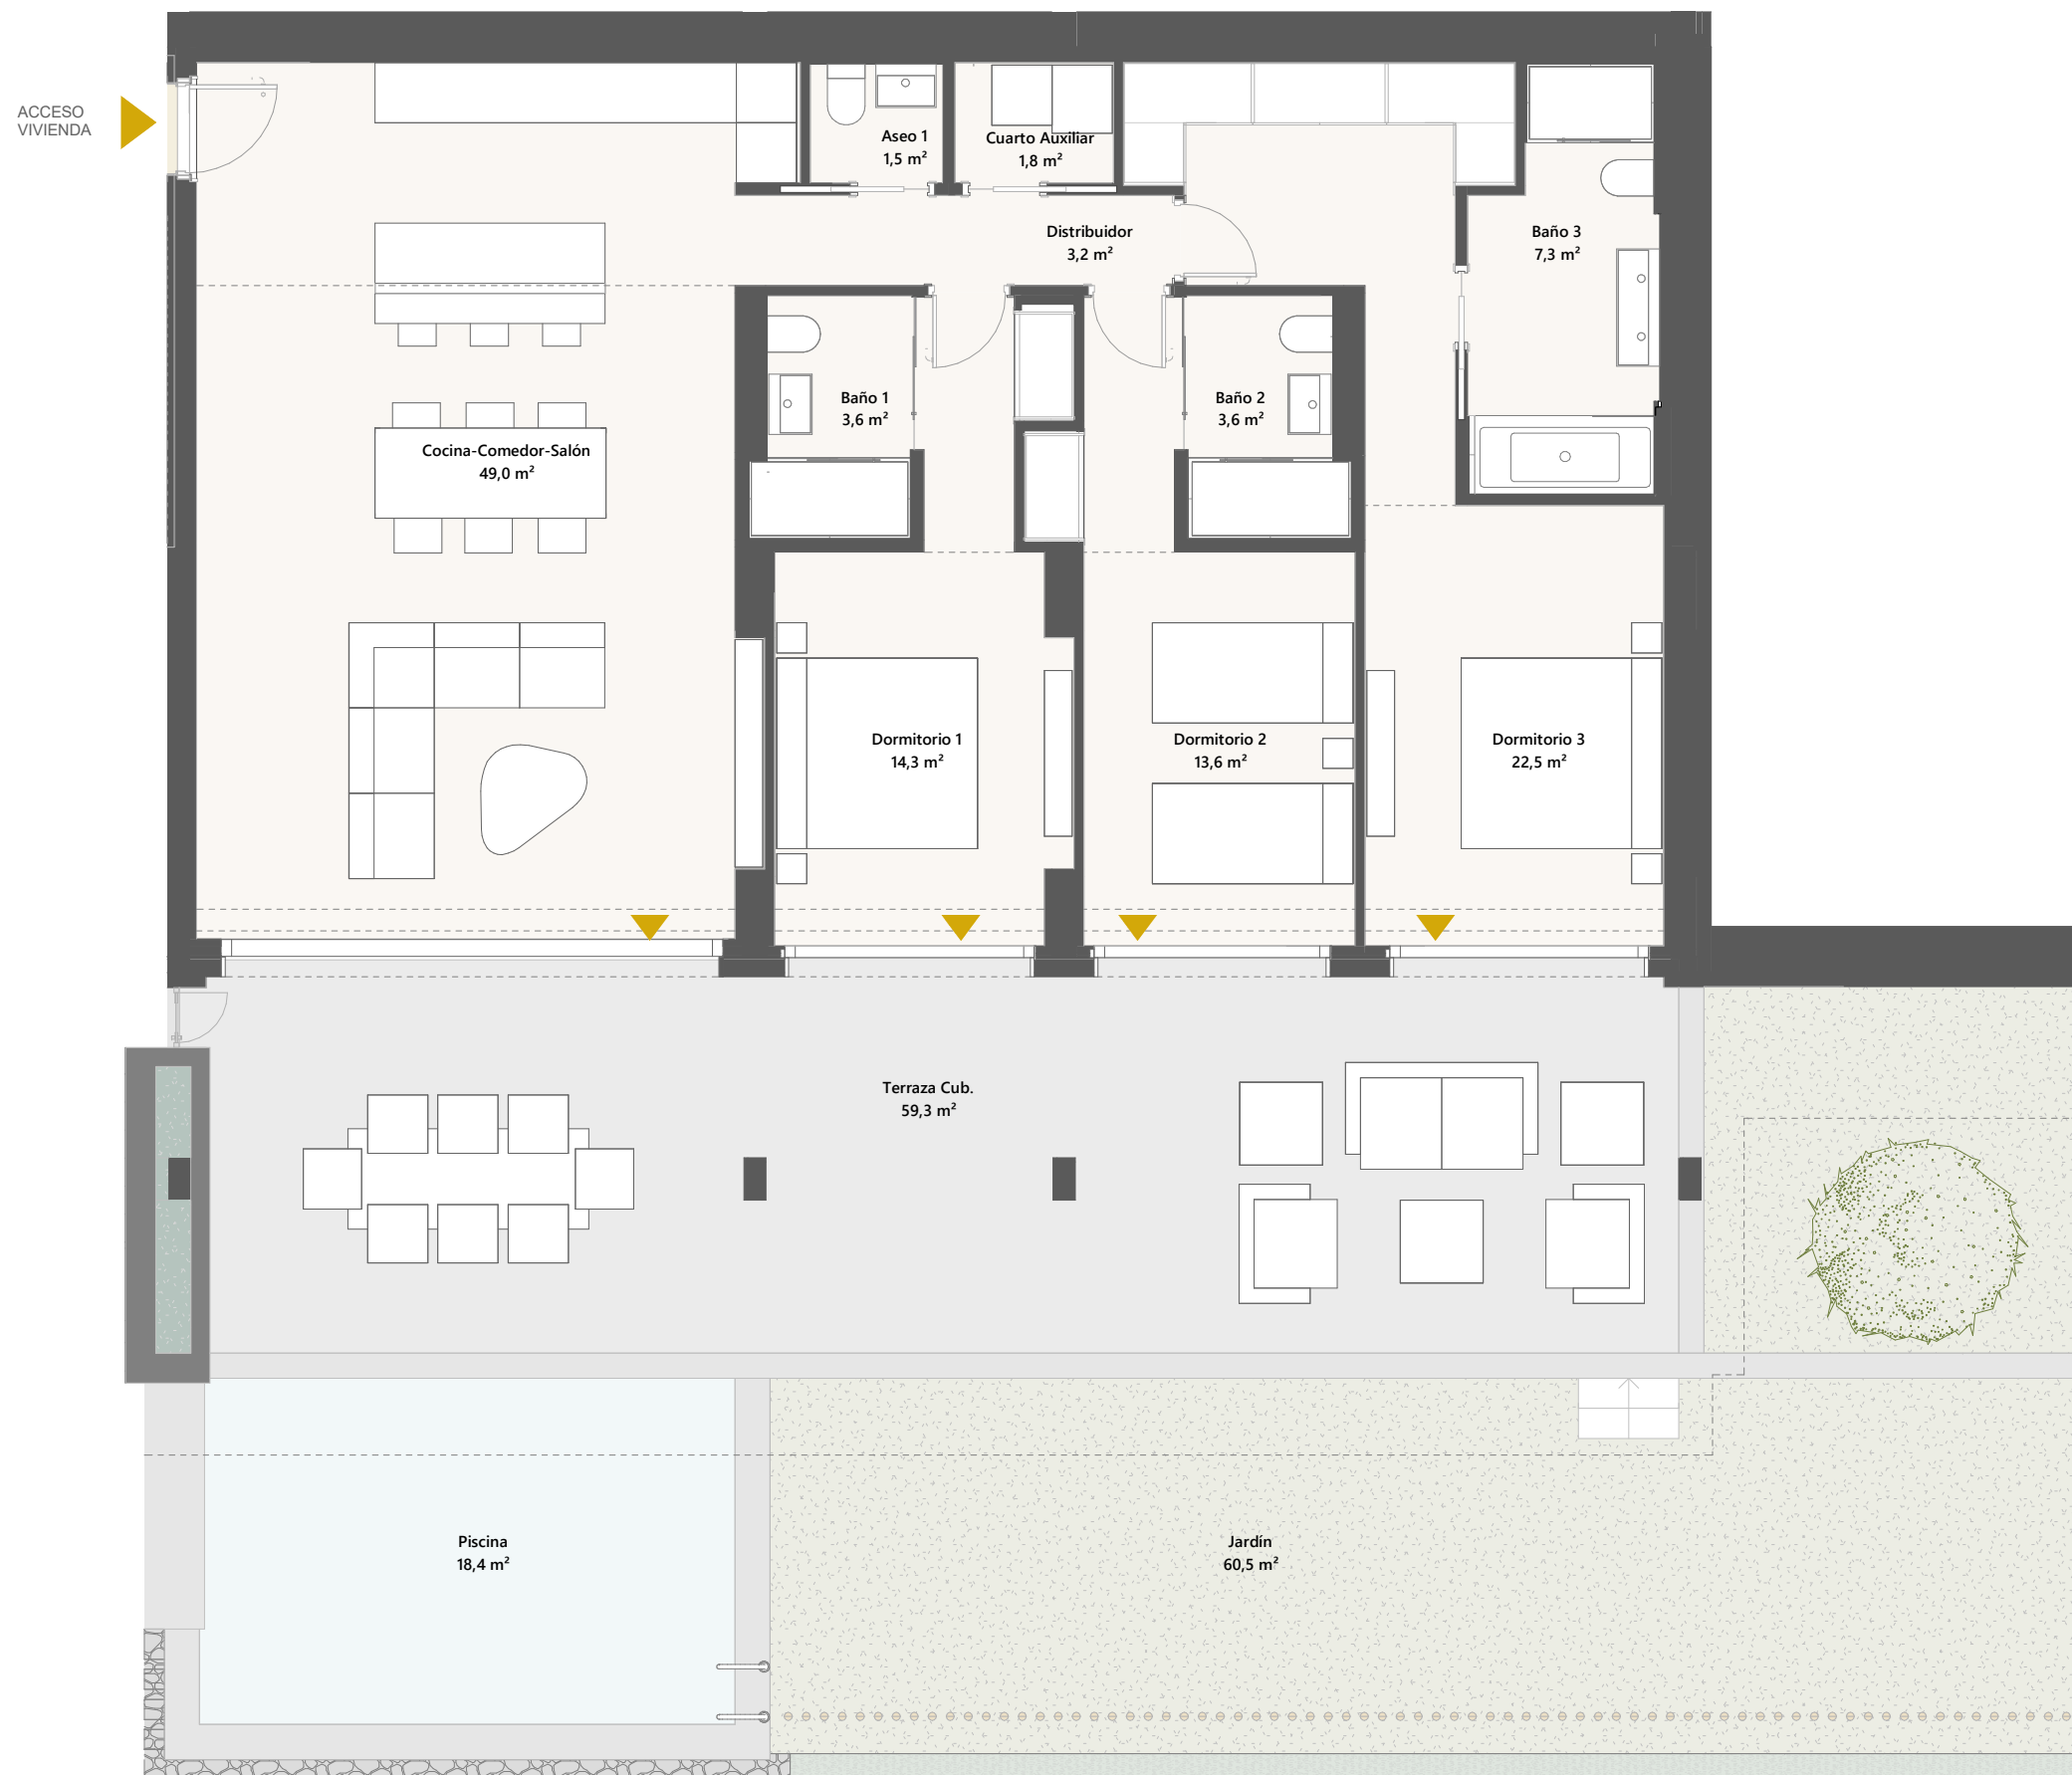 ACCESO
VIVIENDA
Aseo 1
1,5 m²
Cuarto Auxiliar
1,8 m²
Distribuidor
3,2 m²
Baño 3
7,3 m²
Baño 1
3,6 m²
Baño 2
3,6 m²
Cocina-Comedor-Salón
49,0 m²
Dormitorio 1
14,3 m²
Dormitorio 2
13,6 m²
Dormitorio 3
22,5 m²
Terraza Cub.
59,3 m²
Piscina
18,4 m²
Jardín
60,5 m²